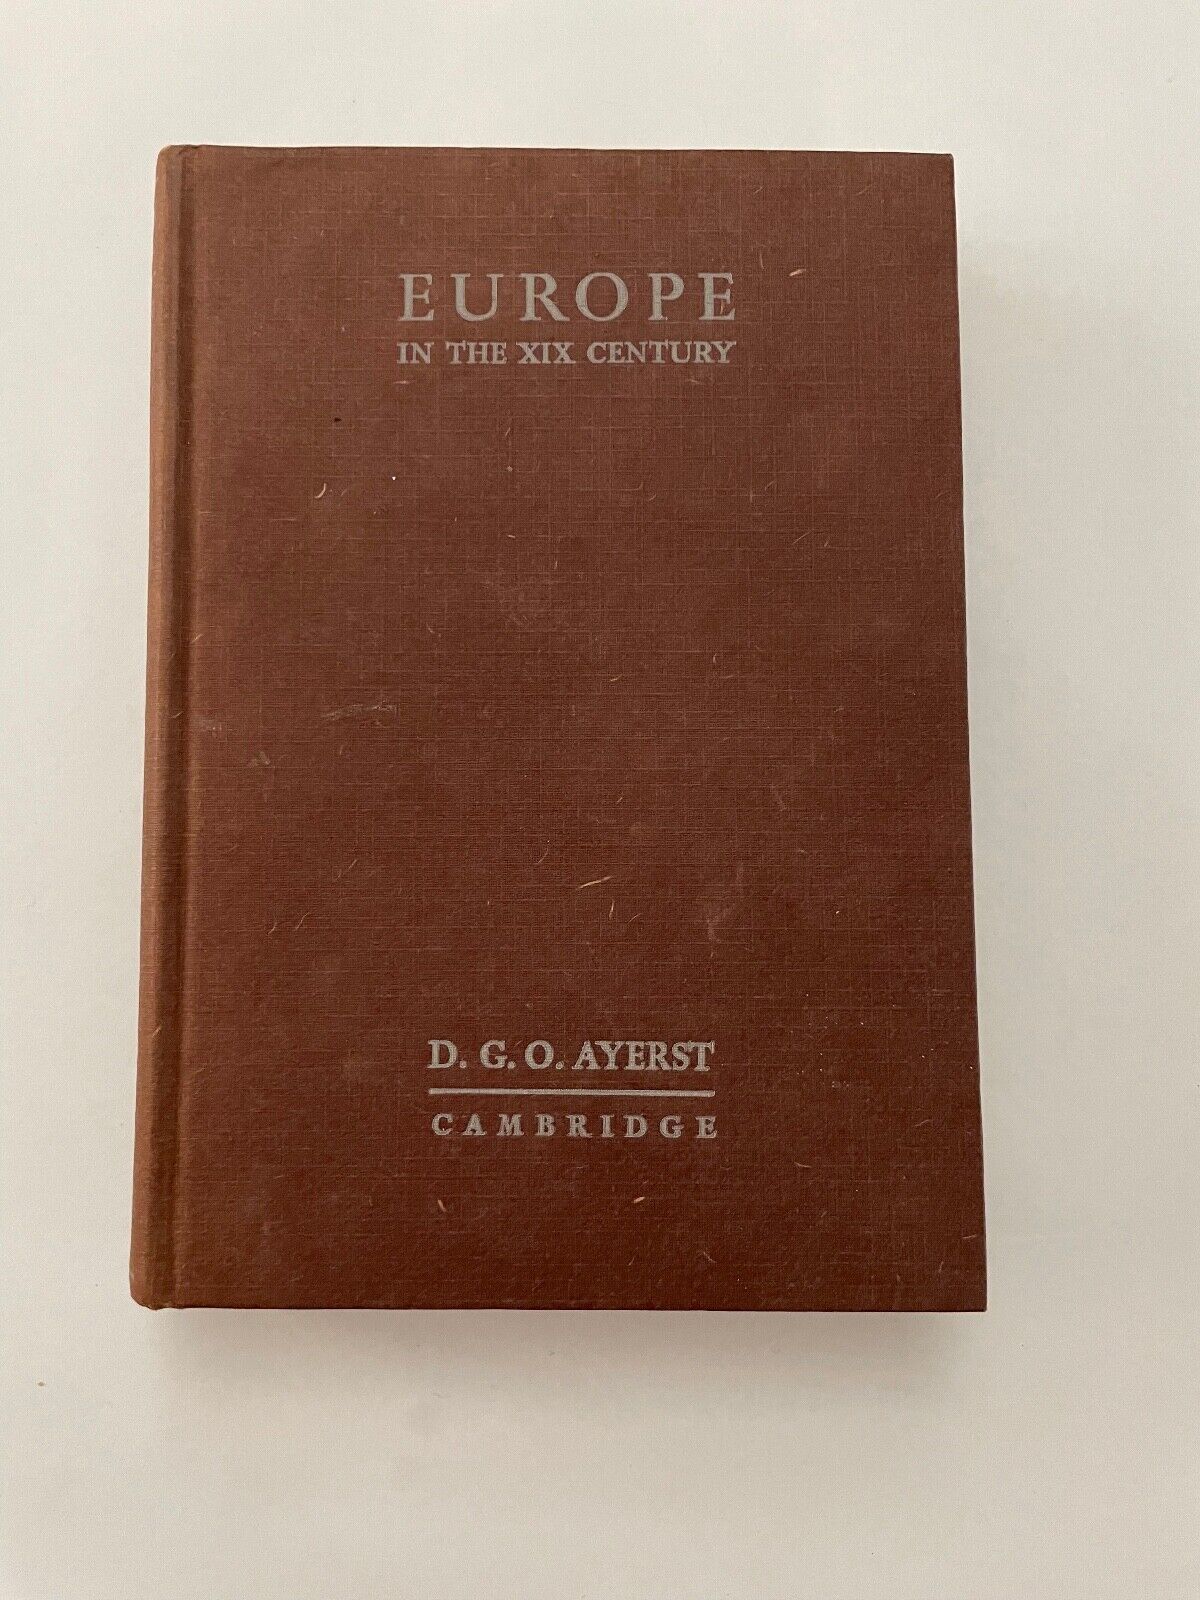 EUROPE
IN THE XIX CENTURY
D. G. O. AYERST
CAMBRIDGE